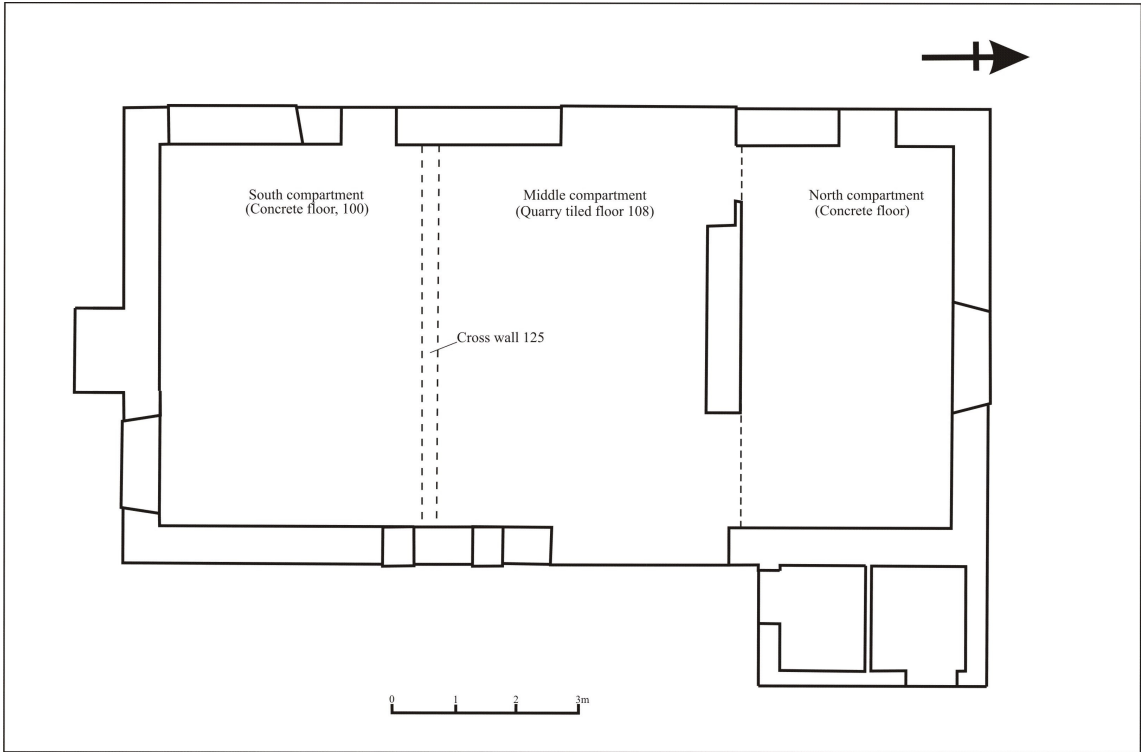 South compartment
(Concrete floor, 100)
Middle compartment
(Quarry tiled floor 108)
North compartment
(Concrete floor)
Cross wall 125
0 1 2 3m